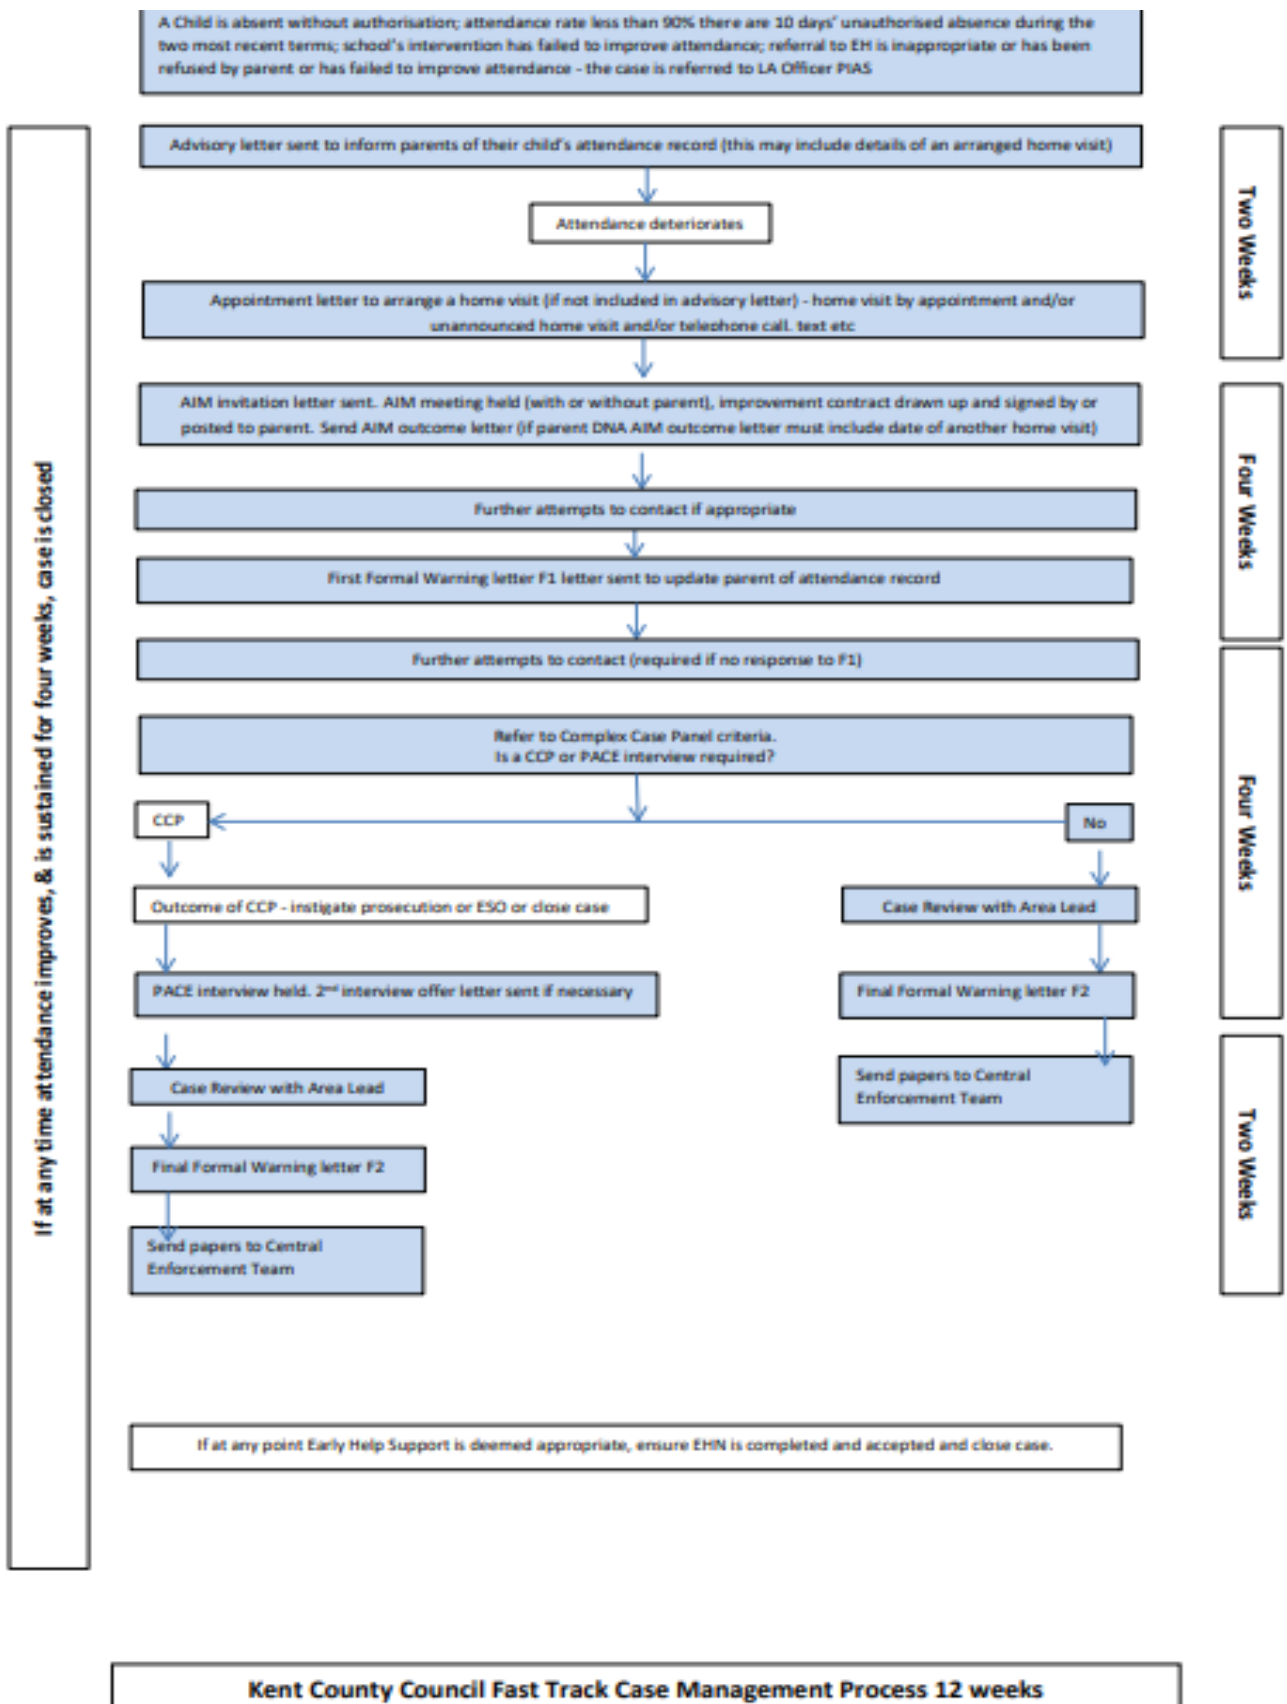 A Child is absent without authorisation; attendance rate less than 90% there are 10 days' unauthorised absence during the
two most recent terms; school's intervention has failed to improve attendance; referral to EH is inappropriate or has been
refused by parent or has failed to improve attendance - the case is referred to LA Officer PIAS
If at any time attendance improves, & is sustained for four weeks, case is closed
Advisory letter sent to inform parents of their child's attendance record (this may include details of an arranged home visit)
Two Weeks
Attendance deteriorates
Appointment letter to arrange a home visit (if not included in advisory letter) - home visit by appointment and/or
unannounced home visit and/or telephone call. text etc
AIM invitation letter sent. AIM meeting held (with or without parent), improvement contract drawn up and signed by or
posted to parent. Send AIM outcome letter (if parent DNA AIM outcome letter must include date of another home visit)
Four Weeks
Further attempts to contact if appropriate
First Formal Warning letter F1 letter sent to update parent of attendance record
Further attempts to contact (required if no response to F1)
Refer to Complex Case Panel criteria.
Is a CCP or PACE interview required?
Four Weeks
CCP
No
Outcome of CCP - instigate prosecution or ESO or close case
Case Review with Area Lead
PACE interview held. 2nd interview offer letter sent if necessary
Final Formal Warning letter F2
Two Weeks
Case Review with Area Lead
Send papers to Central
Enforcement Team
Final Formal Warning letter F2
Send papers to Central
Enforcement Team
If at any point Early Help Support is deemed appropriate, ensure EHN is completed and accepted and close case.
Kent County Council Fast Track Case Management Process 12 weeks